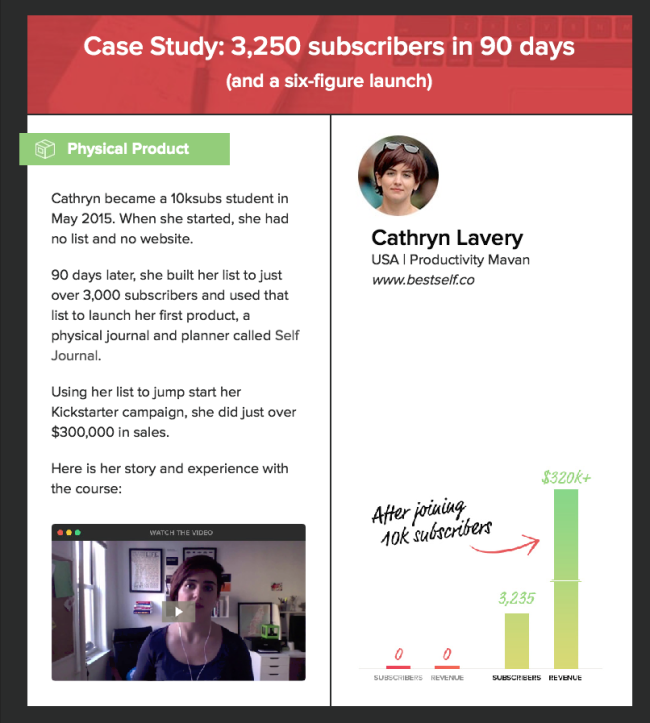 Case Study: 3,250 subscribers in 90 days
(and a six-figure launch)
Physical Product
Cathryn became a 10ksubs student in
May 2015. When she started, she had
no list and no website.
90 days later, she built her list to just
over 3,000 subscribers and used that
list to launch her first product, a
physical journal and planner called Self
Journal.
Using her list to jump start her
Kickstarter campaign, she did just over
$300,000 in sales.
Here is her story and experience with
the course:
WATCH THE VIDEO
Cathryn Lavery
USA | Productivity Mavan
www.bestself.co
$320k+
After joining
10k subscribers
3,235
0 0
SUBSCRIBERS REVENUE SUBSCRIBERS REVENUE